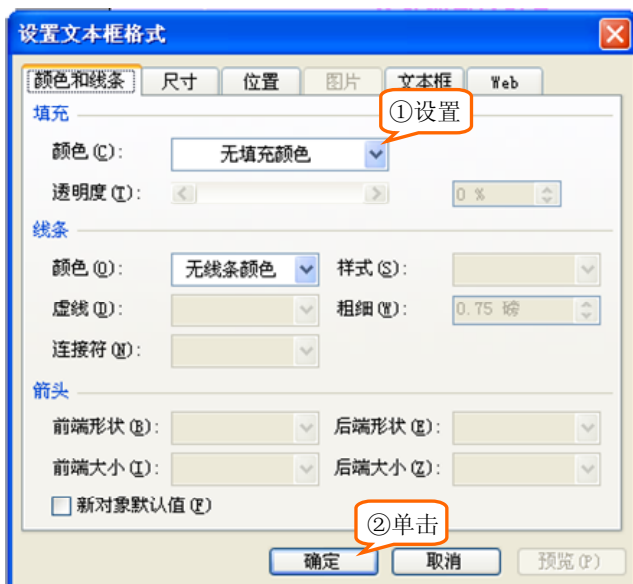 设置文本框格式
颜色和线条 尺寸 位置 图片 文本框 Web
①设置
填充
颜色(C): 无填充颜色
透明度(T): 0 %
线条
颜色(O): 无线条颜色 样式(S):
虚线(D): 粗细(W): 0.75 磅
连接符(N):
箭头
前端形状(B): 后端形状(E):
前端大小(I): 后端大小(Z):
新对象默认值(F)
②单击
确定 取消 预览(P)